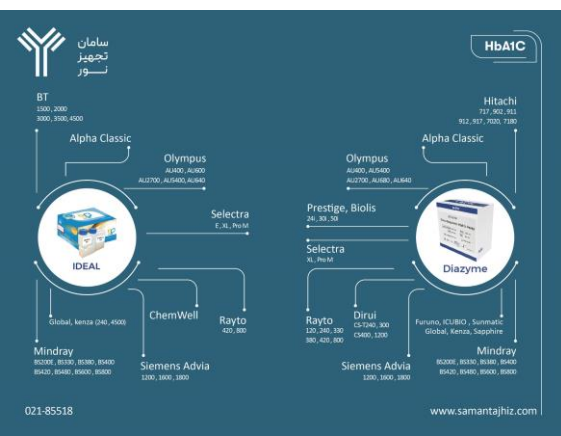 سامان
تجهیز
نـــور
HbA1C
BT
1500, 2000
3000, 3500, 4500
Alpha Classic
Olympus
AU400, AU600
AU2700, AU5400, AU640
Selectra
E, XL, Pro M
IDEAL
Global, kenza (240, 4500)
ChemWell
Rayto
420, 800
Mindray
BS200E, BS330, BS380, BS400
BS420, BS480, BS600, BS800
Siemens Advia
1200, 1600, 1800
Hitachi
717, 902, 911
912, 917, 7020, 7180
Alpha Classic
Olympus
AU400, AU5400
AU2700, AU680, AU640
Prestige, Biolis
24i, 30i, 50i
Selectra
XL, Pro M
Diazyme
Rayto
120, 240, 330
380, 420, 800
Dirui
CS-T240, 300
CS400, 1200
Furuno, ICUBIO, Sunmatic
Global, Kenza, Sapphire
Siemens Advia
1200, 1600, 1800
Mindray
BS200E, BS330, BS380, BS400
BS420, BS480, BS600, BS800
021-85518
www.samantajhiz.com